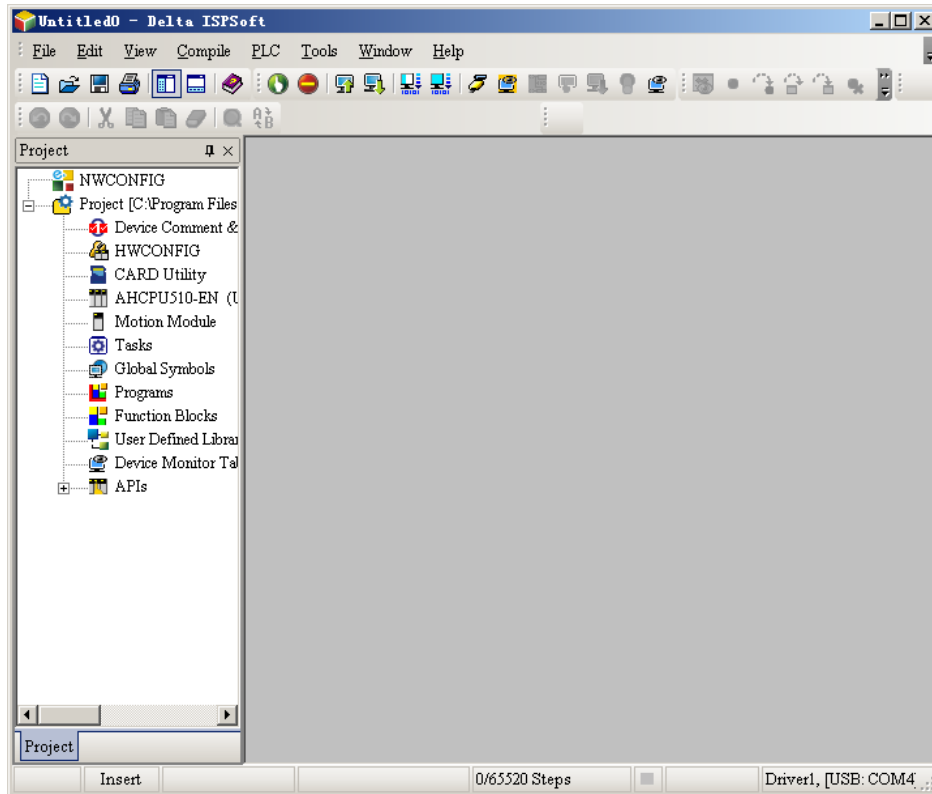 Untitled0 - Delta ISPSoft
File Edit View Compile PLC Tools Window Help
Project
NWCONFIG
Project [C:\Program Files
Device Comment &
HWCONFIG
CARD Utility
AHCPU510-EN (U
Motion Module
Tasks
Global Symbols
Programs
Function Blocks
User Defined Librar
Device Monitor Tal
APIs
Project
Insert 0/65520 Steps Driver1, [USB: COM4